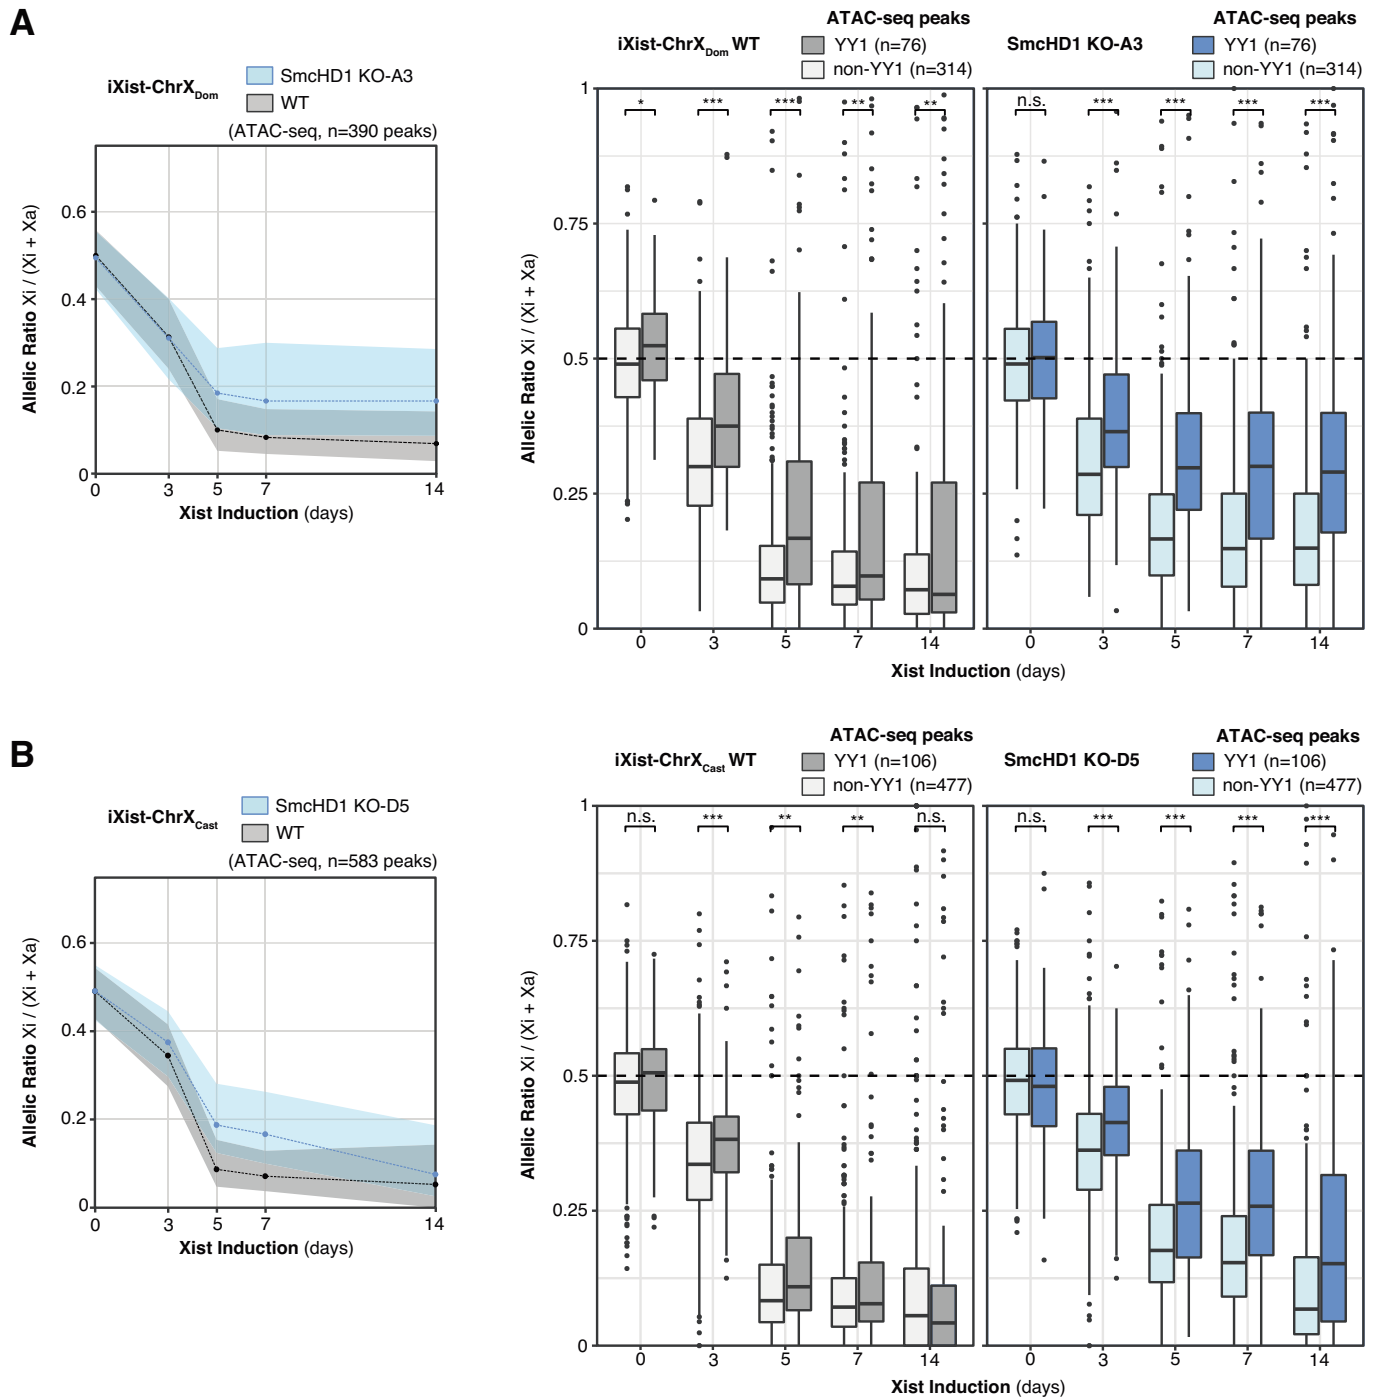 A
iXist-ChrXDom
SmcHD1 KO-A3
WT
(ATAC-seq, n=390 peaks)
Allelic Ratio Xi / (Xi + Xa)
0.6
0.4
0.2
0
0 3 5 7 14
Xist Induction (days)
iXist-ChrXDom WT
ATAC-seq peaks
YY1 (n=76)
non-YY1 (n=314)
SmcHD1 KO-A3
ATAC-seq peaks
YY1 (n=76)
non-YY1 (n=314)
Allelic Ratio Xi / (Xi + Xa)
1
0.75
0.5
0.25
0
* *** *** ** **
n.s. *** *** *** ***
0 3 5 7 14
0 3 5 7 14
Xist Induction (days)
B
iXist-ChrXCast
SmcHD1 KO-D5
WT
(ATAC-seq, n=583 peaks)
Allelic Ratio Xi / (Xi + Xa)
0.6
0.4
0.2
0
0 3 5 7 14
Xist Induction (days)
iXist-ChrXCast WT
ATAC-seq peaks
YY1 (n=106)
non-YY1 (n=477)
SmcHD1 KO-D5
ATAC-seq peaks
YY1 (n=106)
non-YY1 (n=477)
Allelic Ratio Xi / (Xi + Xa)
1
0.75
0.5
0.25
0
n.s. *** ** ** n.s.
n.s. *** *** *** ***
0 3 5 7 14
0 3 5 7 14
Xist Induction (days)